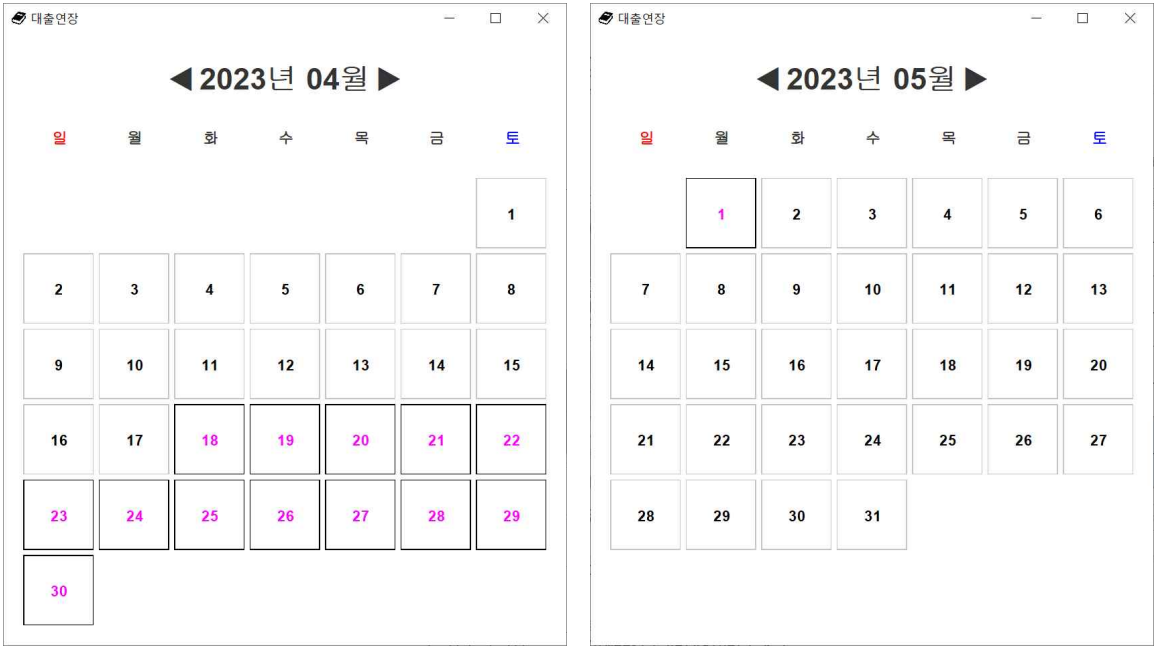 대출연장
◀ 2023년 04월 ▶
일 월 화 수 목 금 토
1
2 3 4 5 6 7 8
9 10 11 12 13 14 15
16 17 18 19 20 21 22
23 24 25 26 27 28 29
30
대출연장
◀ 2023년 05월 ▶
일 월 화 수 목 금 토
1 2 3 4 5 6
7 8 9 10 11 12 13
14 15 16 17 18 19 20
21 22 23 24 25 26 27
28 29 30 31